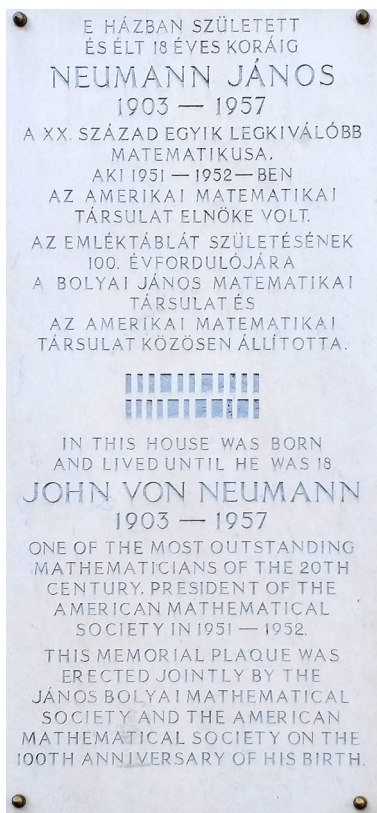 E HÁZBAN SZÜLETETT
ÉS ÉLT 18 ÉVES KORÁIG
NEUMANN JÁNOS
1903 — 1957
A XX. SZÁZAD EGYIK LEGKIVÁLÓBB
MATEMATIKUSA,
AKI 1951 — 1952 — BEN
AZ AMERIKAI MATEMATIKAI
TÁRSULAT ELNÖKE VOLT.
AZ EMLÉKTÁBLÁT SZÜLETÉSÉNEK
100. ÉVFORDULÓJÁRA
A BOLYAI JÁNOS MATEMATIKAI
TÁRSULAT ÉS
AZ AMERIKAI MATEMATIKAI
TÁRSULAT KÖZÖSEN ÁLLÍTOTTA.
IN THIS HOUSE WAS BORN
AND LIVED UNTIL HE WAS 18
JOHN VON NEUMANN
1903 — 1957
ONE OF THE MOST OUTSTANDING
MATHEMATICIANS OF THE 20TH
CENTURY. PRESIDENT OF THE
AMERICAN MATHEMATICAL
SOCIETY IN 1951 — 1952.
THIS MEMORIAL PLAQUE WAS
ERECTED JOINTLY BY THE
JÁNOS BOLYAI MATHEMATICAL
SOCIETY AND THE AMERICAN
MATHEMATICAL SOCIETY ON THE
100TH ANNIVERSARY OF HIS BIRTH.